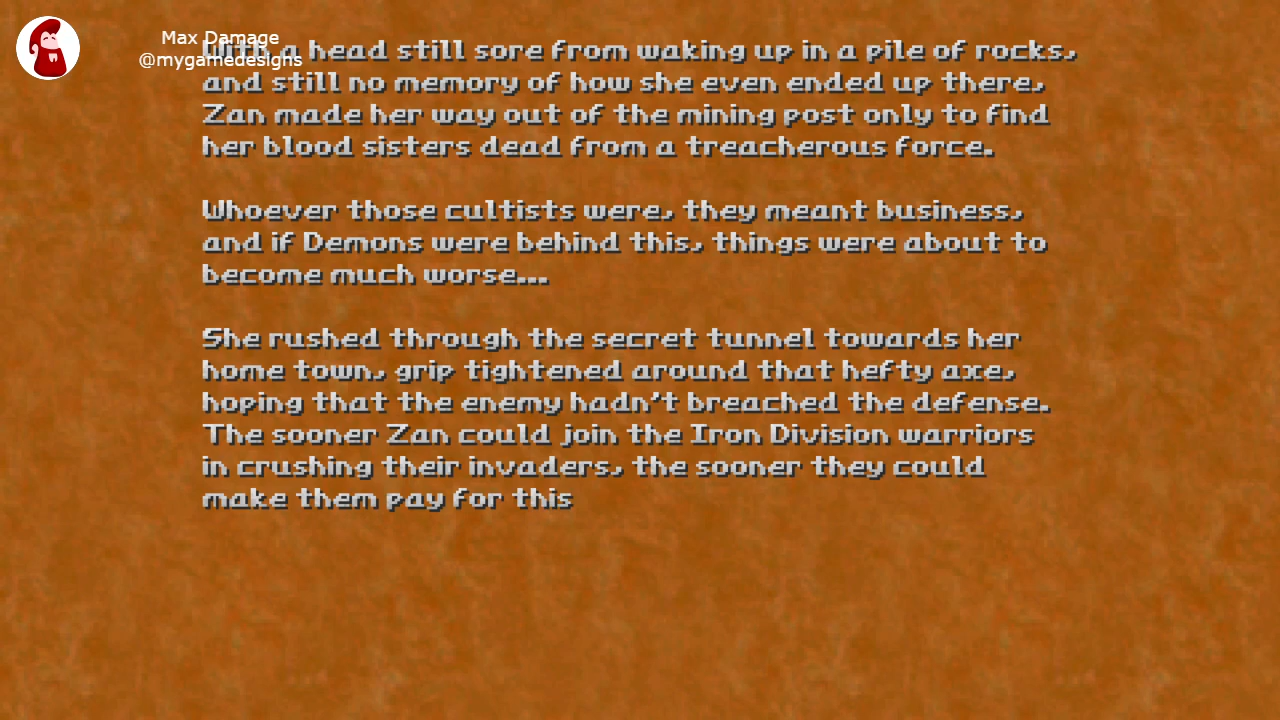 Max Damage
@mygamedesigns
With a head still sore from waking up in a pile of rocks,
and still no memory of how she even ended up there,
Zan made her way out of the mining post only to find
her blood sisters dead from a treacherous force.
Whoever those cultists were, they meant business,
and if Demons were behind this, things were about to
become much worse...
She rushed through the secret tunnel towards her
home town, grip tightened around that hefty axe,
hoping that the enemy hadn't breached the defense.
The sooner Zan could join the Iron Division warriors
in crushing their invaders, the sooner they could
make them pay for this